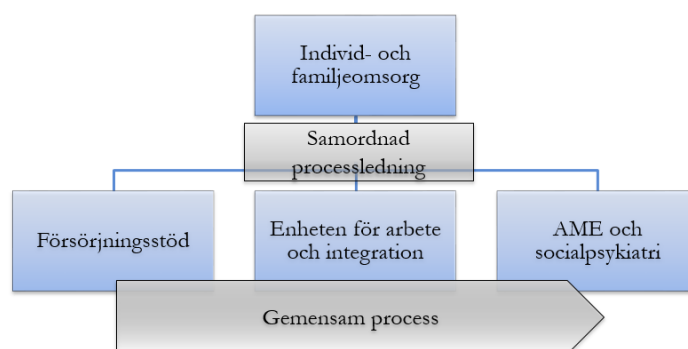 Individ- och
familjeomsorg
Samordnad
processledning
Försörjningsstöd
Enheten för arbete
och integration
AME och
socialpsykiatri
Gemensam process